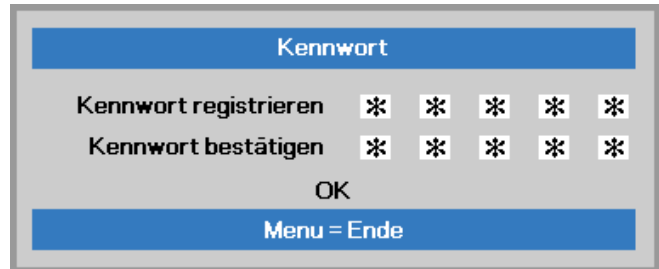 Kennwort
Kennwort registrieren * * * * *
Kennwort bestätigen * * * * *
OK
Menu = Ende